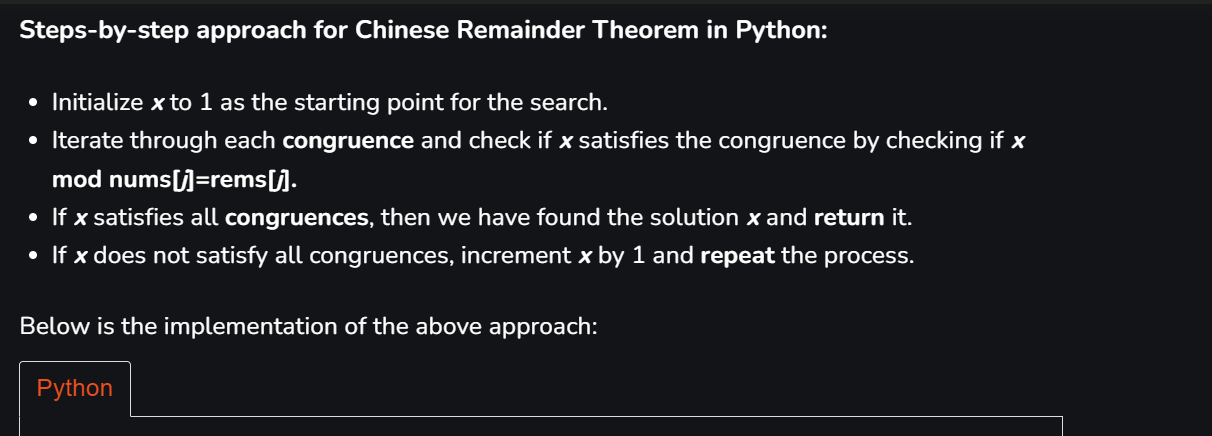 Steps-by-step approach for Chinese Remainder Theorem in Python:
• Initialize x to 1 as the starting point for the search.
• Iterate through each congruence and check if x satisfies the congruence by checking if x
mod nums[j]=rems[j].
• If x satisfies all congruences, then we have found the solution x and return it.
• If x does not satisfy all congruences, increment x by 1 and repeat the process.
Below is the implementation of the above approach:
Python